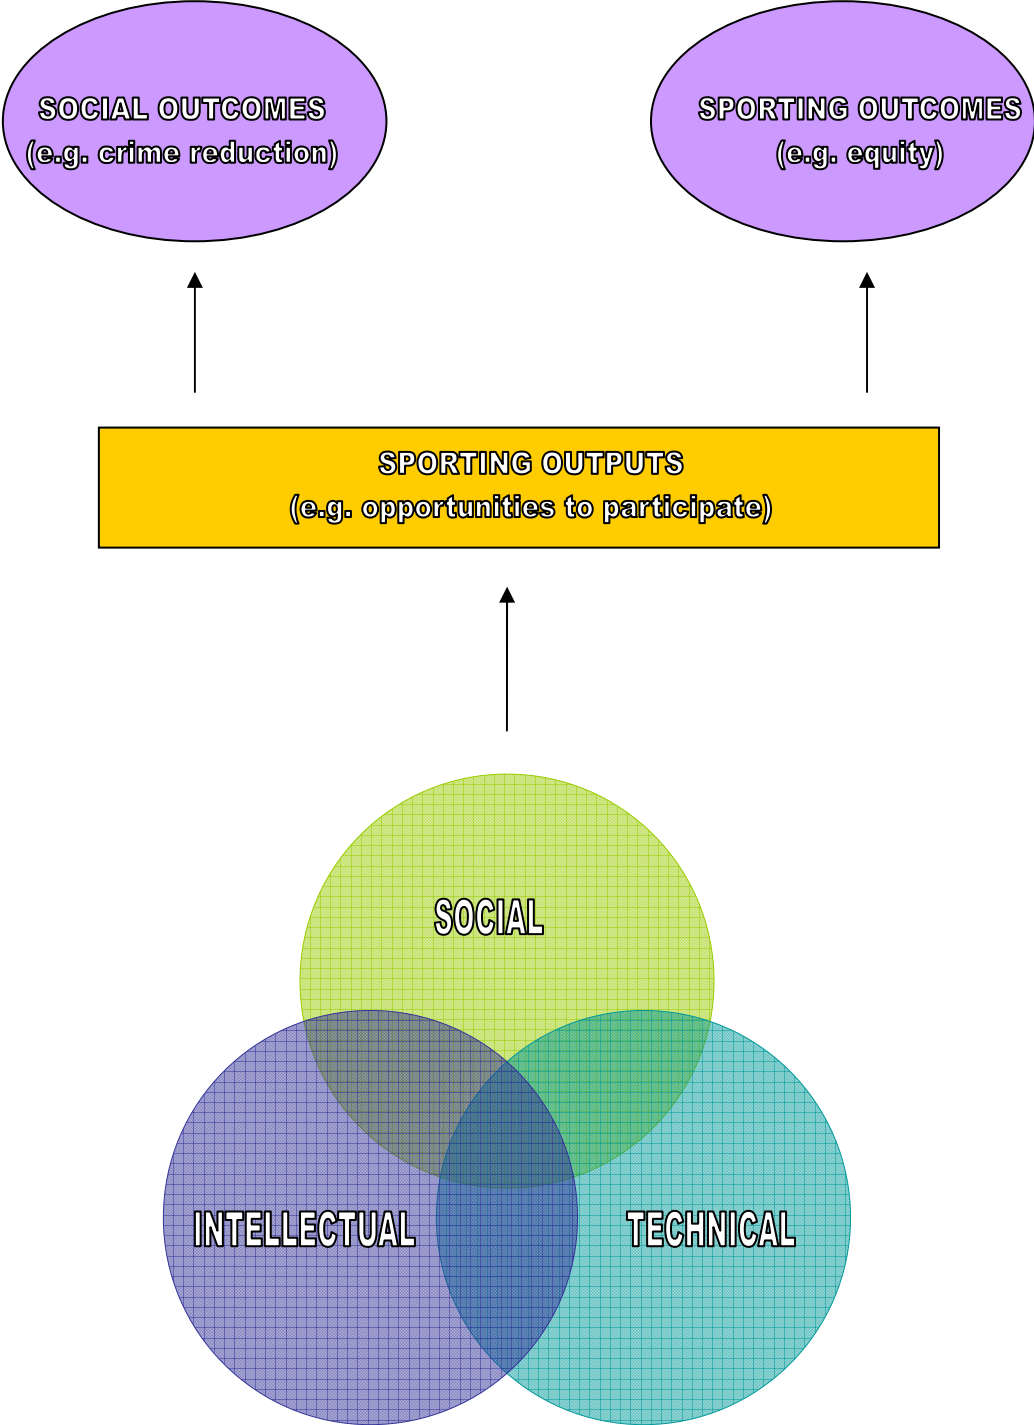 SOCIAL OUTCOMES
(e.g. crime reduction)
SPORTING OUTCOMES
(e.g. equity)
SPORTING OUTPUTS
(e.g. opportunities to participate)
SOCIAL
INTELLECTUAL
TECHNICAL